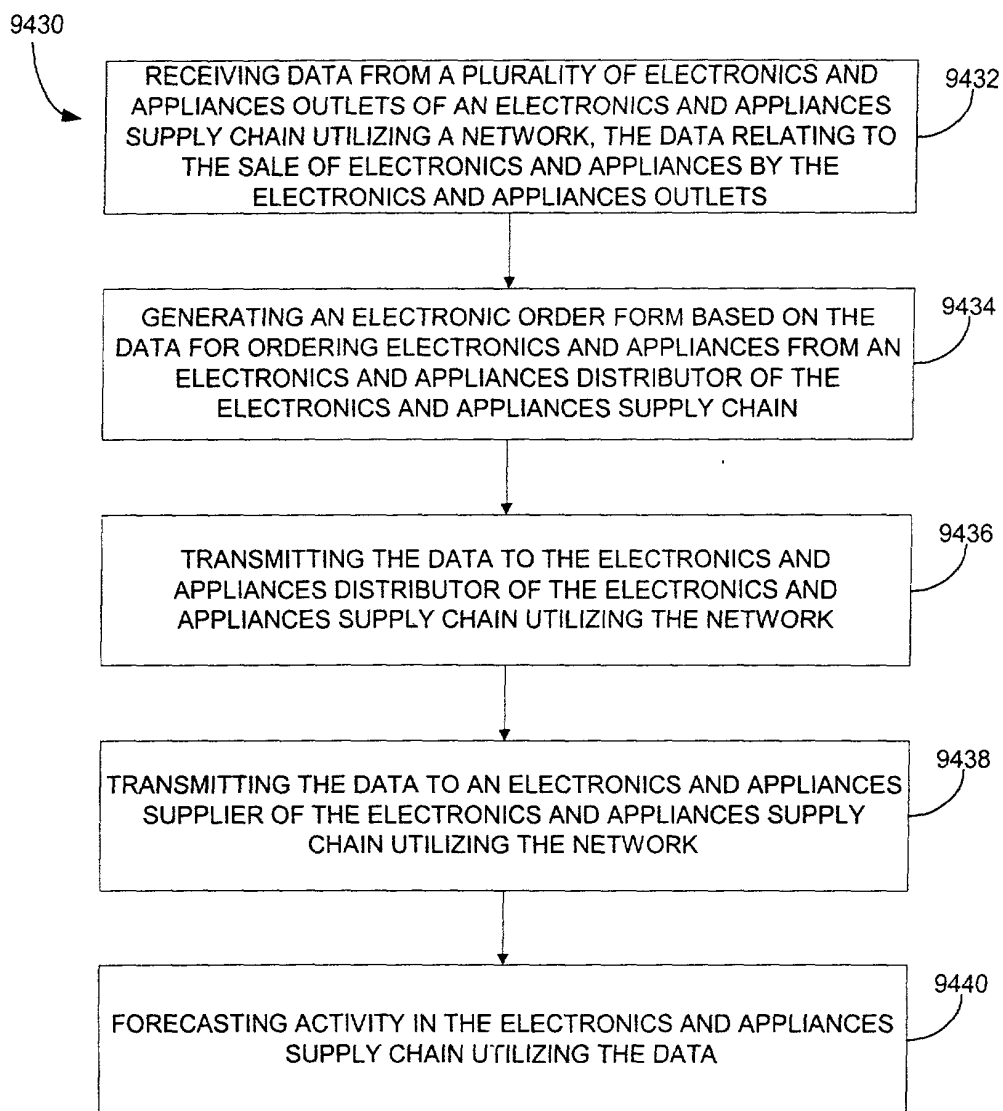 9430
RECEIVING DATA FROM A PLURALITY OF ELECTRONICS AND
APPLIANCES OUTLETS OF AN ELECTRONICS AND APPLIANCES
SUPPLY CHAIN UTILIZING A NETWORK, THE DATA RELATING TO
THE SALE OF ELECTRONICS AND APPLIANCES BY THE
ELECTRONICS AND APPLIANCES OUTLETS
9432
GENERATING AN ELECTRONIC ORDER FORM BASED ON THE
DATA FOR ORDERING ELECTRONICS AND APPLIANCES FROM AN
ELECTRONICS AND APPLIANCES DISTRIBUTOR OF THE
ELECTRONICS AND APPLIANCES SUPPLY CHAIN
9434
TRANSMITTING THE DATA TO THE ELECTRONICS AND
APPLIANCES DISTRIBUTOR OF THE ELECTRONICS AND
APPLIANCES SUPPLY CHAIN UTILIZING THE NETWORK
9436
TRANSMITTING THE DATA TO AN ELECTRONICS AND APPLIANCES
SUPPLIER OF THE ELECTRONICS AND APPLIANCES SUPPLY
CHAIN UTILIZING THE NETWORK
9438
FORECASTING ACTIVITY IN THE ELECTRONICS AND APPLIANCES
SUPPLY CHAIN UTILIZING THE DATA
9440